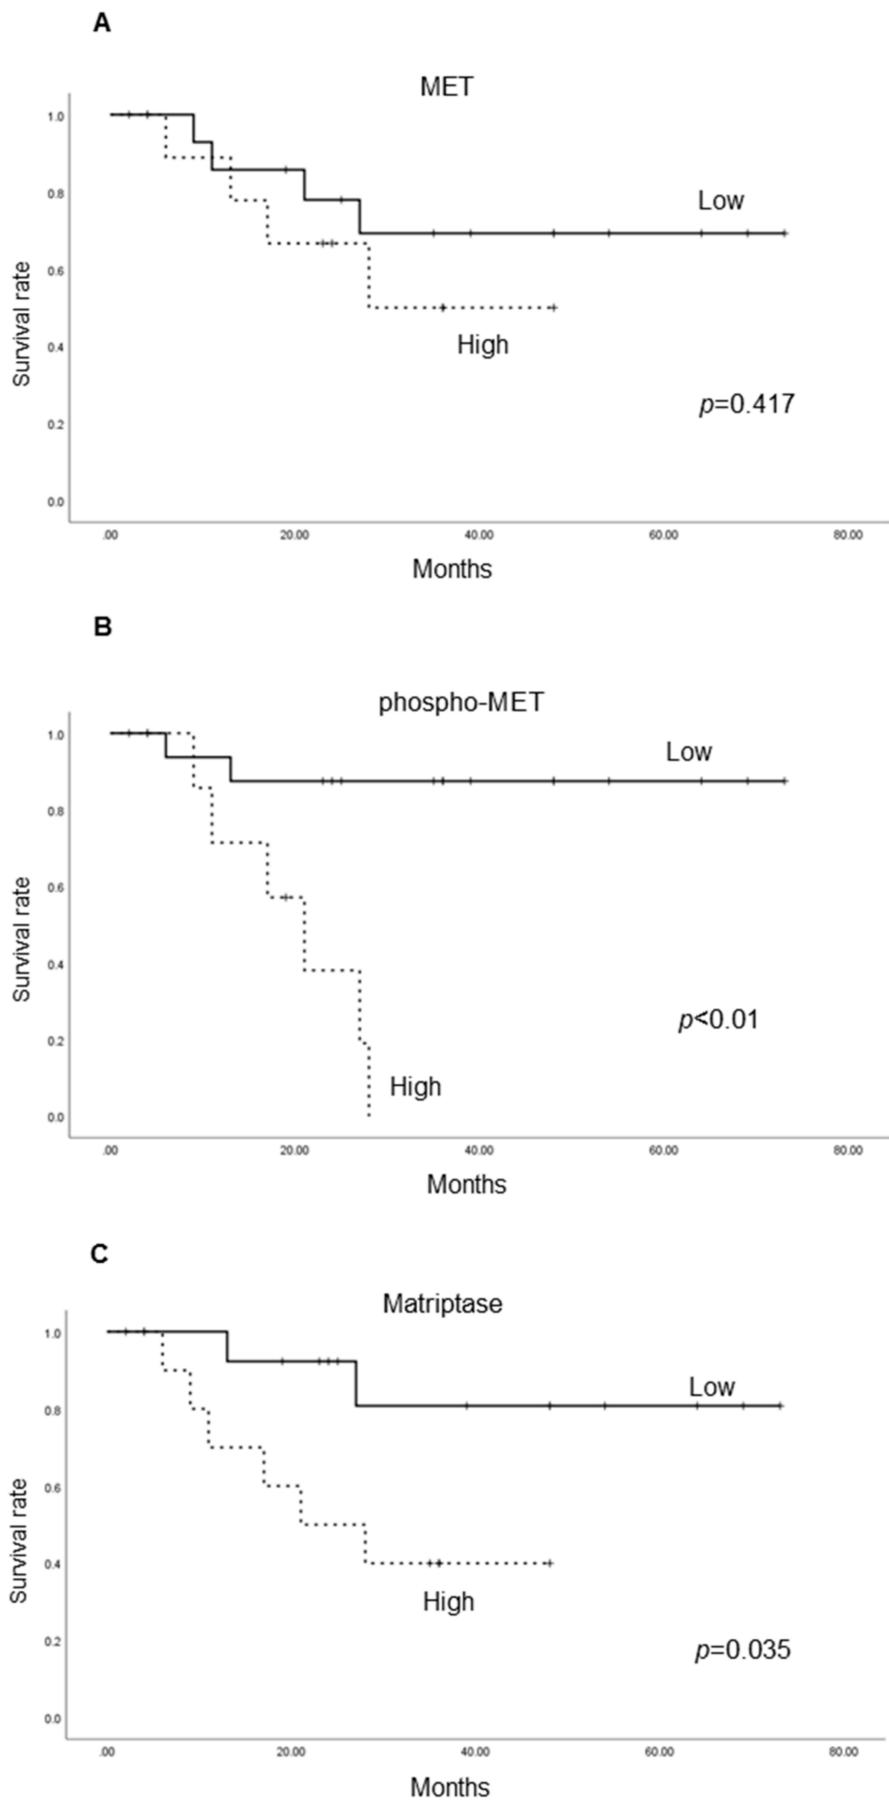 A
MET
1.0
0.8
0.6
0.4
0.2
0.0
Survival rate
Low
High
p=0.417
.00 20.00 40.00 60.00 80.00
Months
B
phospho-MET
1.0
0.8
0.6
0.4
0.2
0.0
Survival rate
Low
p<0.01
High
.00 20.00 40.00 60.00 80.00
Months
C
Matriptase
1.0
0.8
0.6
0.4
0.2
0.0
Survival rate
Low
High
p=0.035
.00 20.00 40.00 60.00 80.00
Months